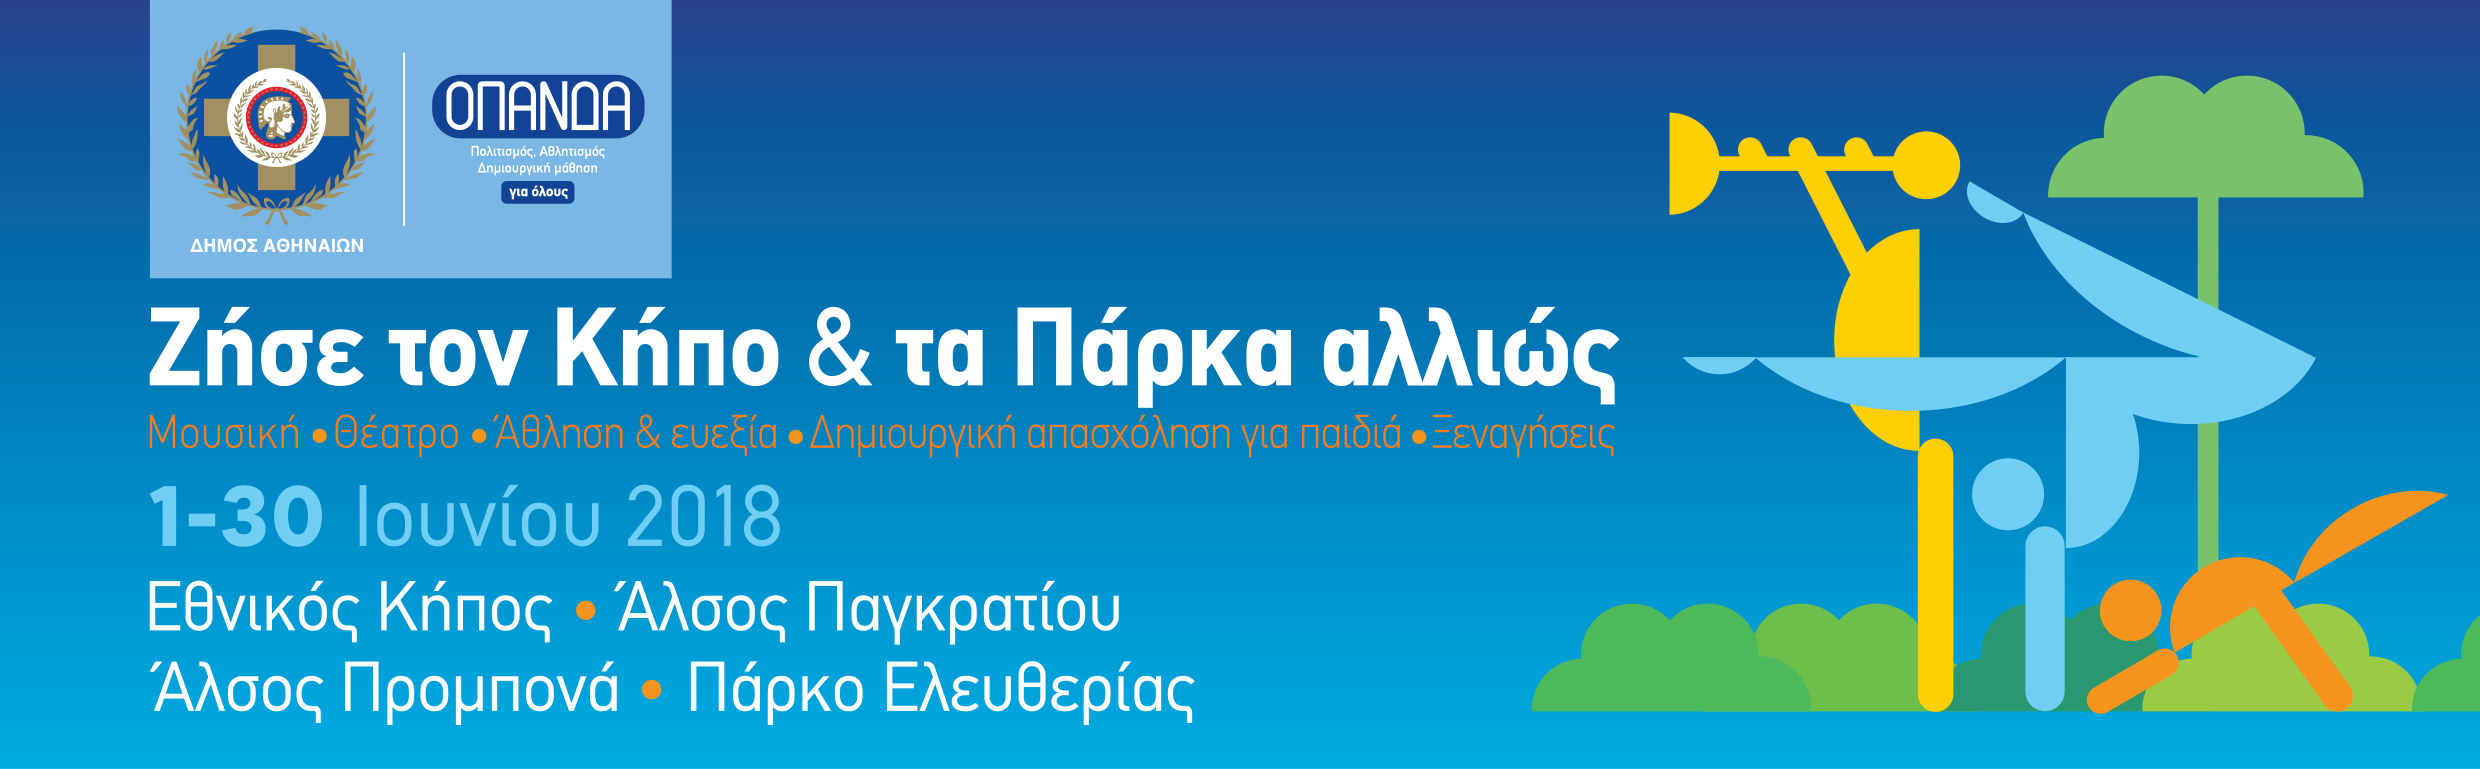 ΔΗΜΟΣ ΑΘΗΝΑΙΩΝ
ΟΠΑΝΔΑ
Πολιτισμός, Αθλητισμός
Δημιουργική μάθηση
για όλους
Ζήσε τον Κήπο & τα Πάρκα αλλιώς
Μουσική • Θέατρο • Άθληση & ευεξία • Δημιουργική απασχόληση για παιδιά • Ξεναγήσεις
1-30 Ιουνίου 2018
Εθνικός Κήπος • Άλσος Παγκρατίου
Άλσος Προμπονά • Πάρκο Ελευθερίας